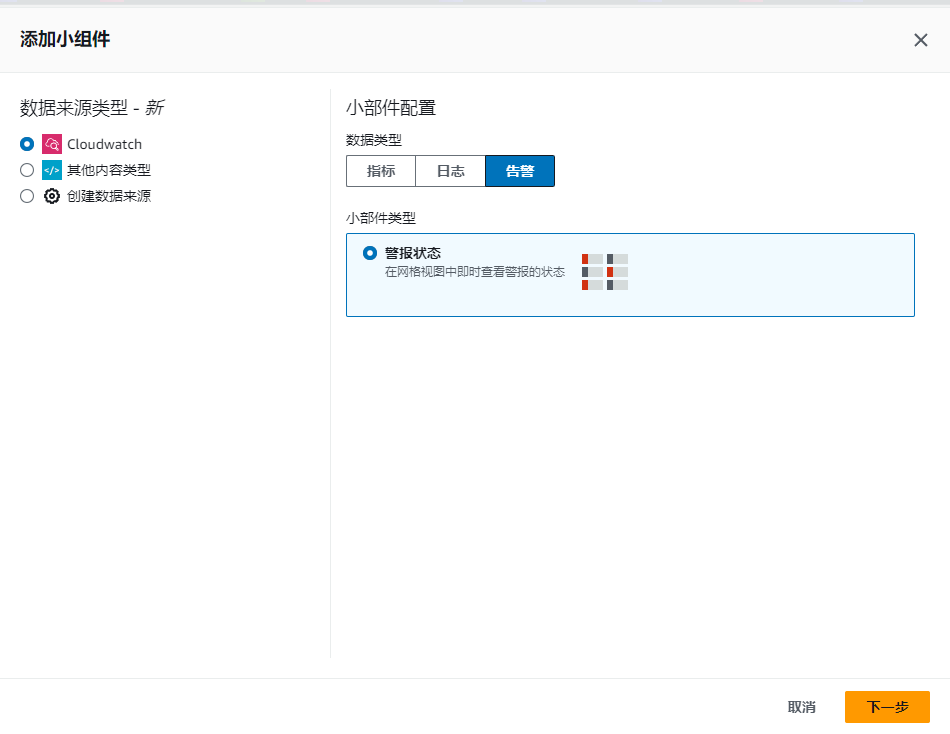 添加小组件
数据来源类型 - 新
Cloudwatch
其他内容类型
创建数据来源
小部件配置
数据类型
指标 日志 告警
小部件类型
警报状态
在网格视图中即时查看警报的状态
取消 下一步